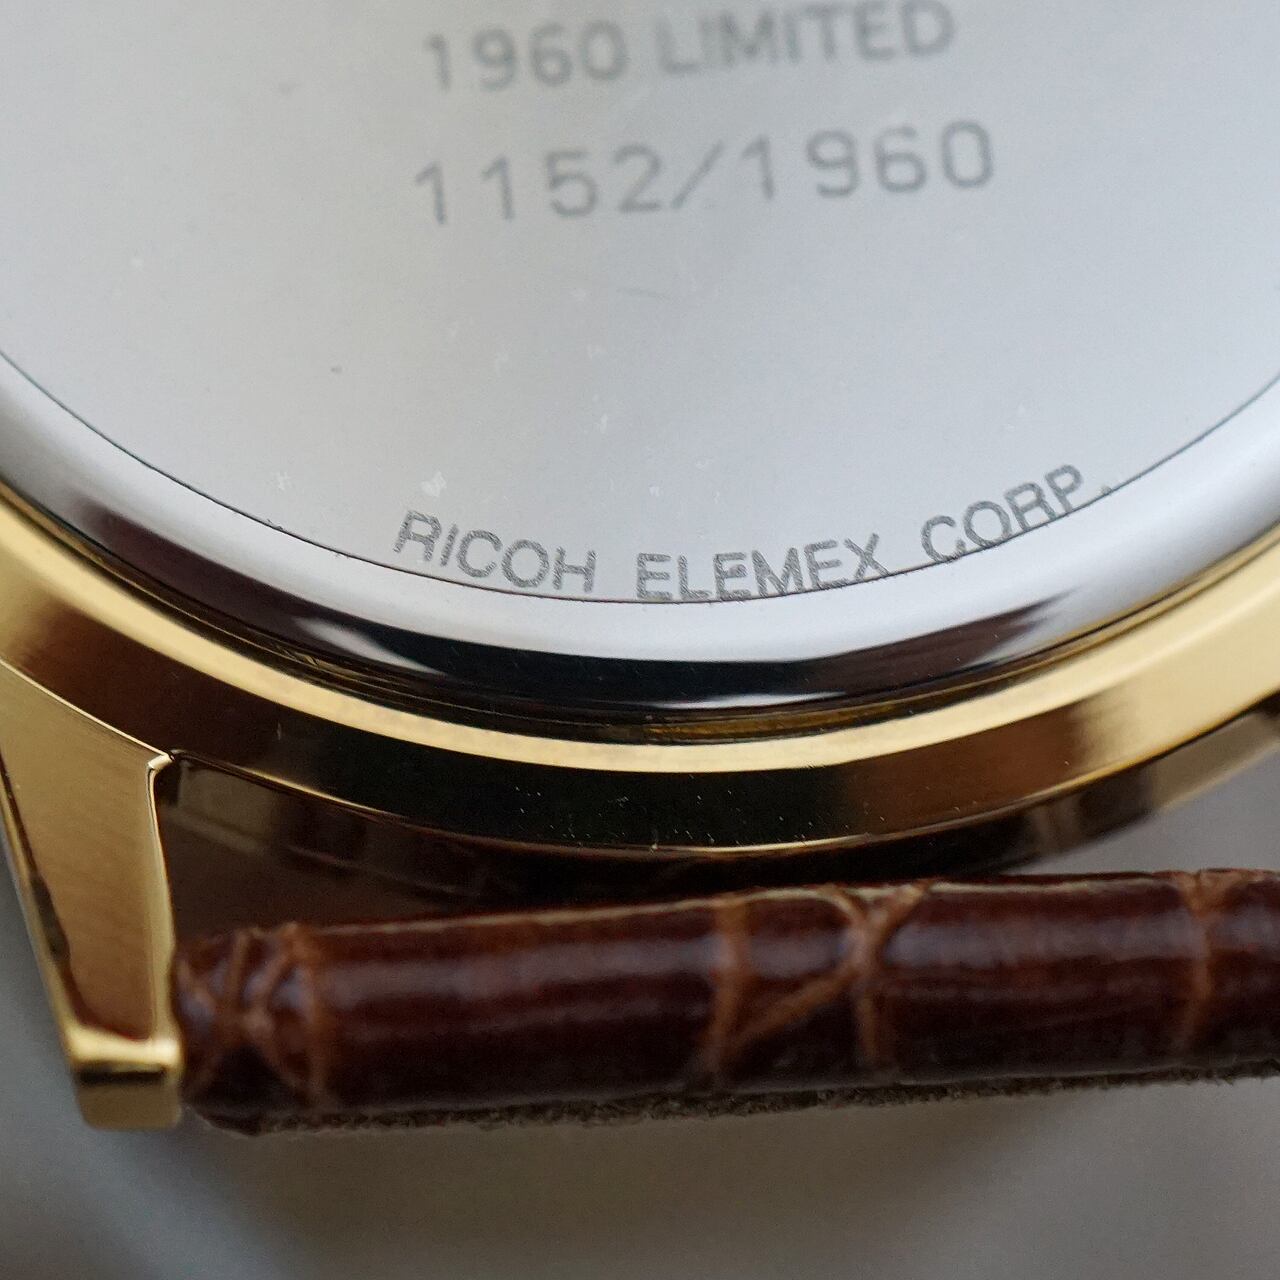 1960 LIMITED
1152/1960
RICOH ELEMEX CORP.